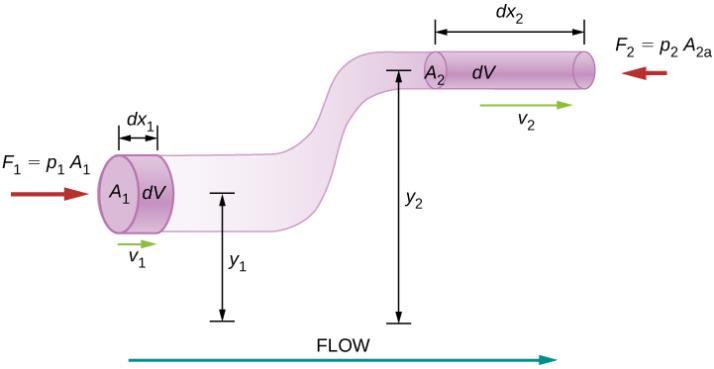 dx₂
F₂ = p₂ A₂ₐ
A₂
dV
v₂
dx₁
F₁ = p₁ A₁
A₁
dV
v₁
y₁
y₂
FLOW